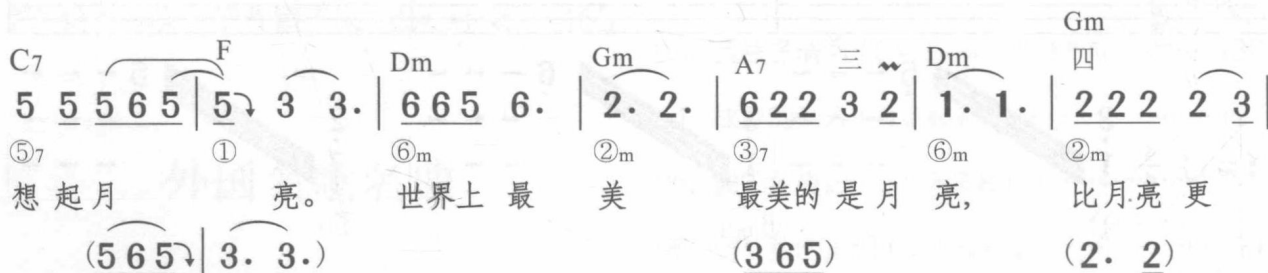 Gm
C7 F Dm Gm A7 三 Dm 四
5 5 5 6 5 | 5 3 3. | 6 6 5 6. | 2. 2. | 6 2 2 3 2 | 1. 1. | 2 2 2 2 3 |
⑤7 ① ⑥m ②m ③7 ⑥m ②m
想起月 亮。 世界上 最 美 最美的 是 月 亮, 比月亮 更
(5 6 5 | 3. 3.) (3 6 5) (2. 2)